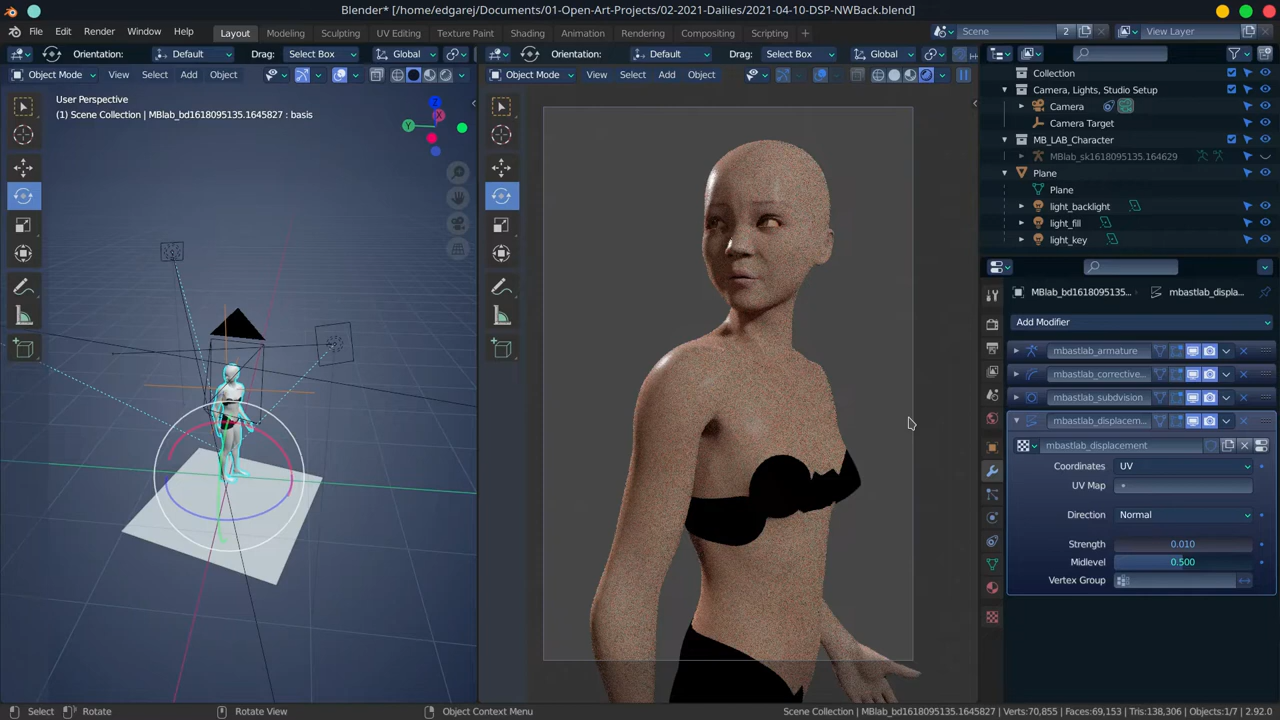 Blender* [/home/edgarej/Documents/01-Open-Art-Projects/02-2021-Dailies/2021-04-10-DSP-NWBack.blend]
File Edit Render Window Help Layout Modeling Sculpting UV Editing Texture Paint Shading Animation Rendering Compositing Scripting + Scene 2 View Layer
Orientation: Default Drag: Select Box Global
Orientation: Default Drag: Select Box Global
Object Mode View Select Add Object
Object Mode View Select Add Object
User Perspective
(1) Scene Collection | MBlab_bd1618095135.1645827 : basis
Z
X
Y
Collection
Camera, Lights, Studio Setup
Camera
Camera Target
MB_LAB_Character
MBlab_sk1618095135.164629
Plane
Plane
light_backlight
light_fill
light_key
MBlab_bd1618095135... mbastlab_displa...
Add Modifier
mbastlab_armature
mbastlab_corrective...
mbastlab_subdvision
mbastlab_displacem...
mbastlab_displacement
Coordinates UV
UV Map
Direction Normal
Strength 0.010
Midlevel 0.500
Vertex Group
Select Rotate Rotate View Object Context Menu Scene Collection | MBlab_bd1618095135.1645827 | Verts:70,855 | Faces:69,153 | Tris:138,306 | Objects:1/7 | 2.92.0